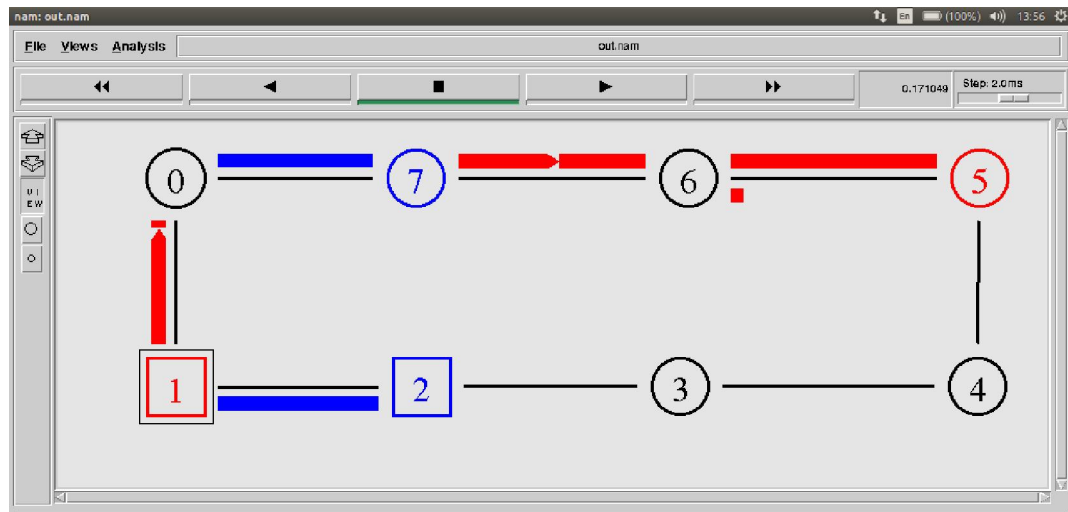 nam: out.nam
En (100%) 13:56
File Views Analysis out.nam
0.171049 Step: 2.0ms
V I
E W
0 7 6 5
1 2 3 4